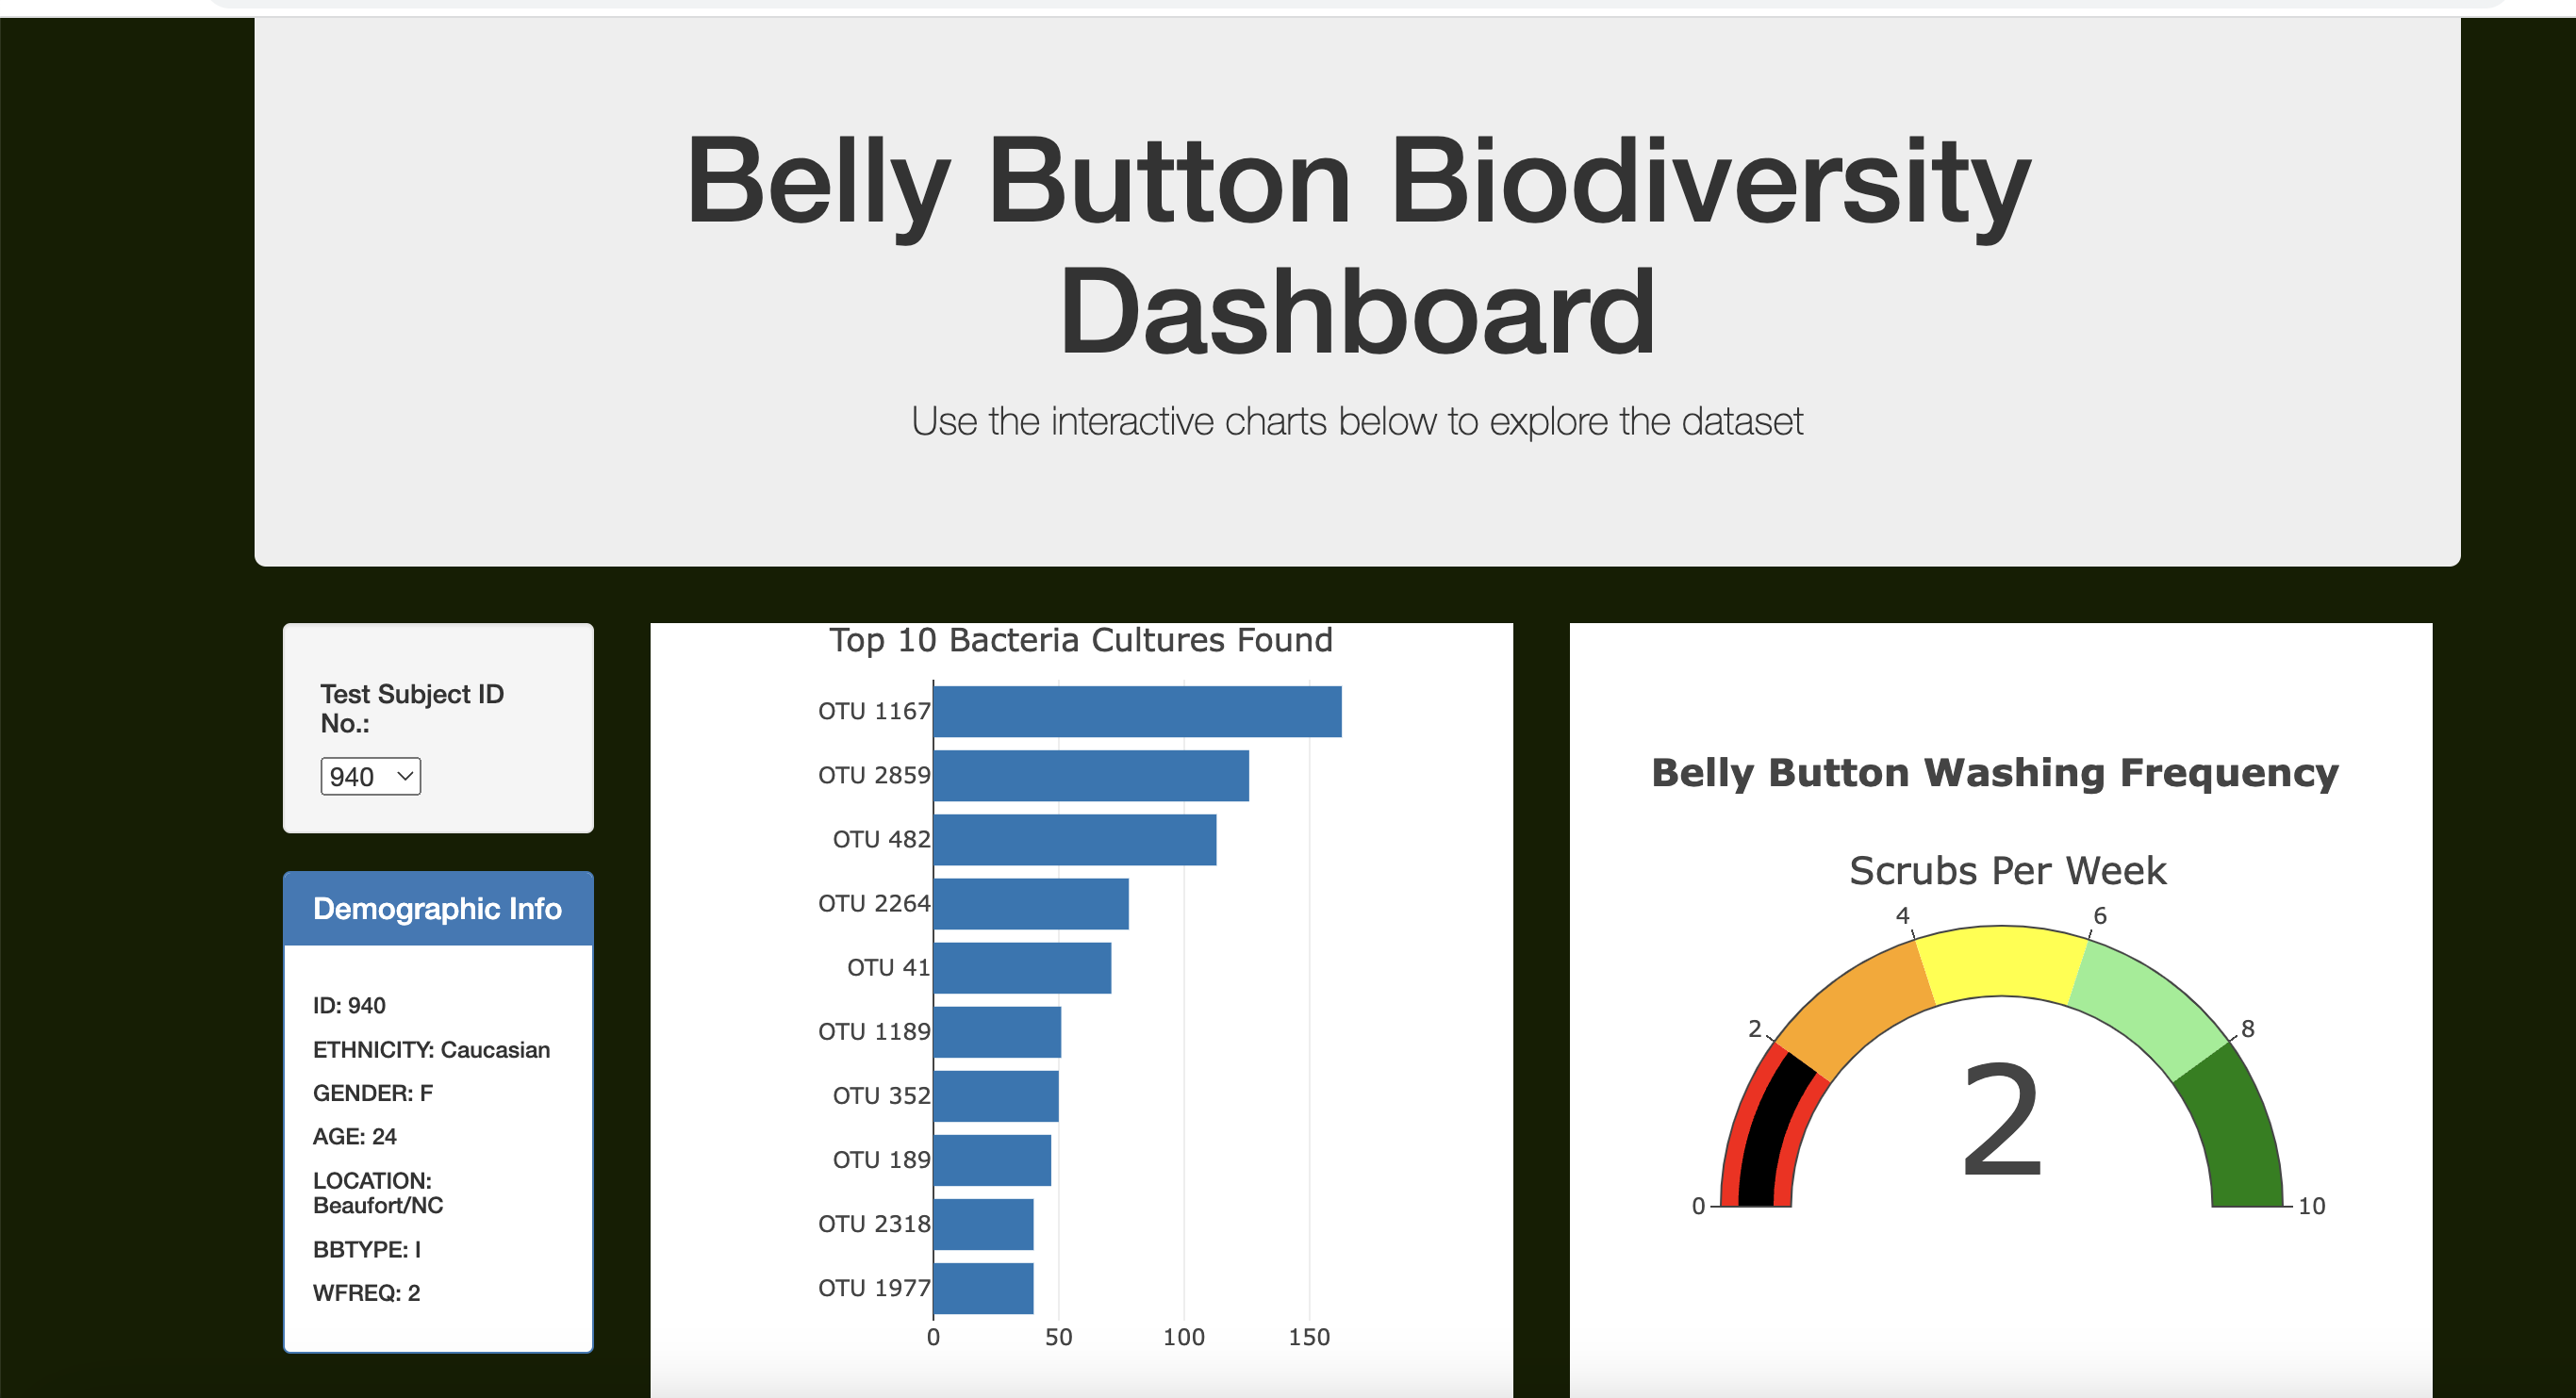 Belly Button Biodiversity
Dashboard
Use the interactive charts below to explore the dataset
Test Subject ID
No.:
940
Demographic Info
ID: 940
ETHNICITY: Caucasian
GENDER: F
AGE: 24
LOCATION:
Beaufort/NC
BBTYPE: I
WFREQ: 2
Top 10 Bacteria Cultures Found
OTU 1167
OTU 2859
OTU 482
OTU 2264
OTU 41
OTU 1189
OTU 352
OTU 189
OTU 2318
OTU 1977
0 50 100 150
Belly Button Washing Frequency
Scrubs Per Week
4 6
2 8
2
0 10